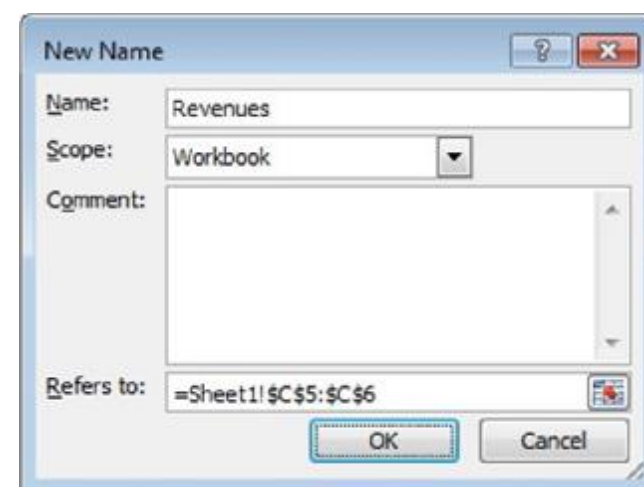 New Name
Name: Revenues
Scope: Workbook
Comment:
Refers to: =Sheet1!$C$5:$C$6
OK Cancel